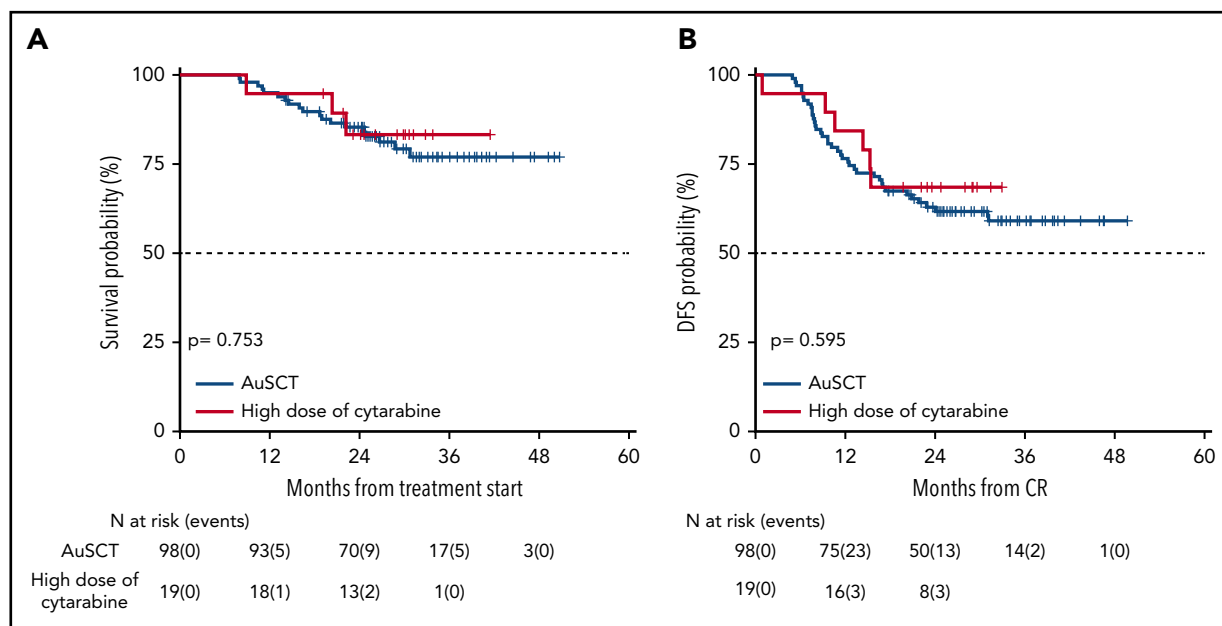 A
100
75
50
25
0
Survival probability (%)
p= 0.753
AuSCT
High dose of cytarabine
0 12 24 36 48 60
Months from treatment start
N at risk (events)
AuSCT 98(0) 93(5) 70(9) 17(5) 3(0)
High dose of
cytarabine 19(0) 18(1) 13(2) 1(0)
B
100
75
50
25
0
DFS probability (%)
p= 0.595
AuSCT
High dose of cytarabine
0 12 24 36 48 60
Months from CR
N at risk (events)
98(0) 75(23) 50(13) 14(2) 1(0)
19(0) 16(3) 8(3)